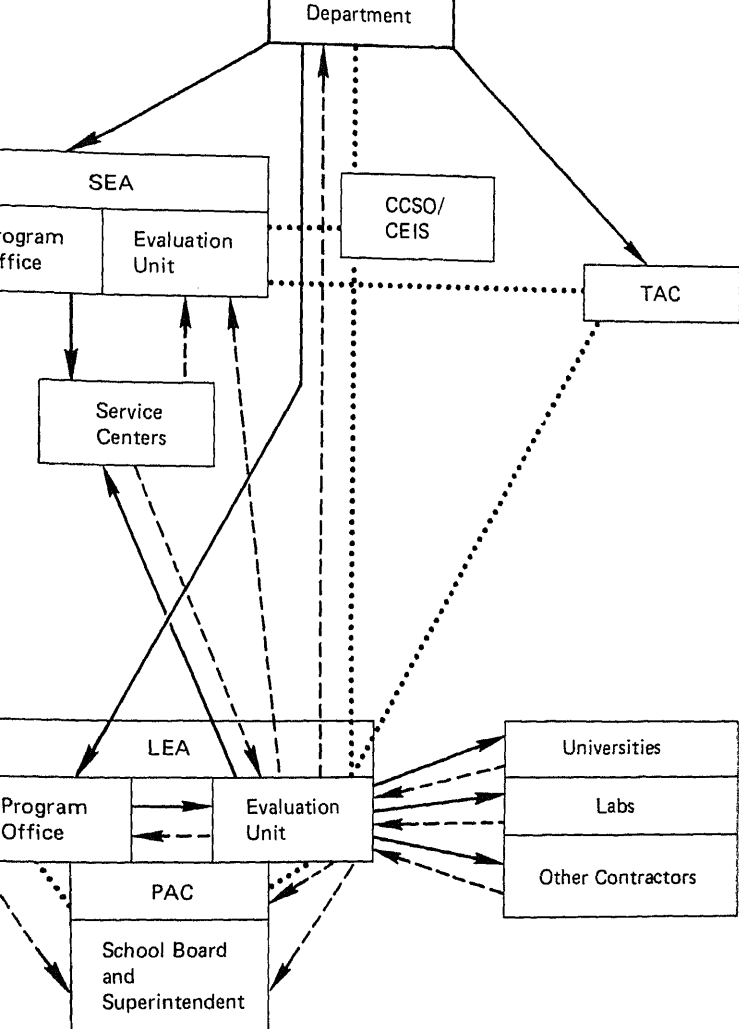 Department
SEA
CCSO/
CEIS
rogram
ffice
Evaluation
Unit
TAC
Service
Centers
LEA
Universities
Program
Office
Evaluation
Unit
Labs
Other Contractors
PAC
School Board
and
Superintendent